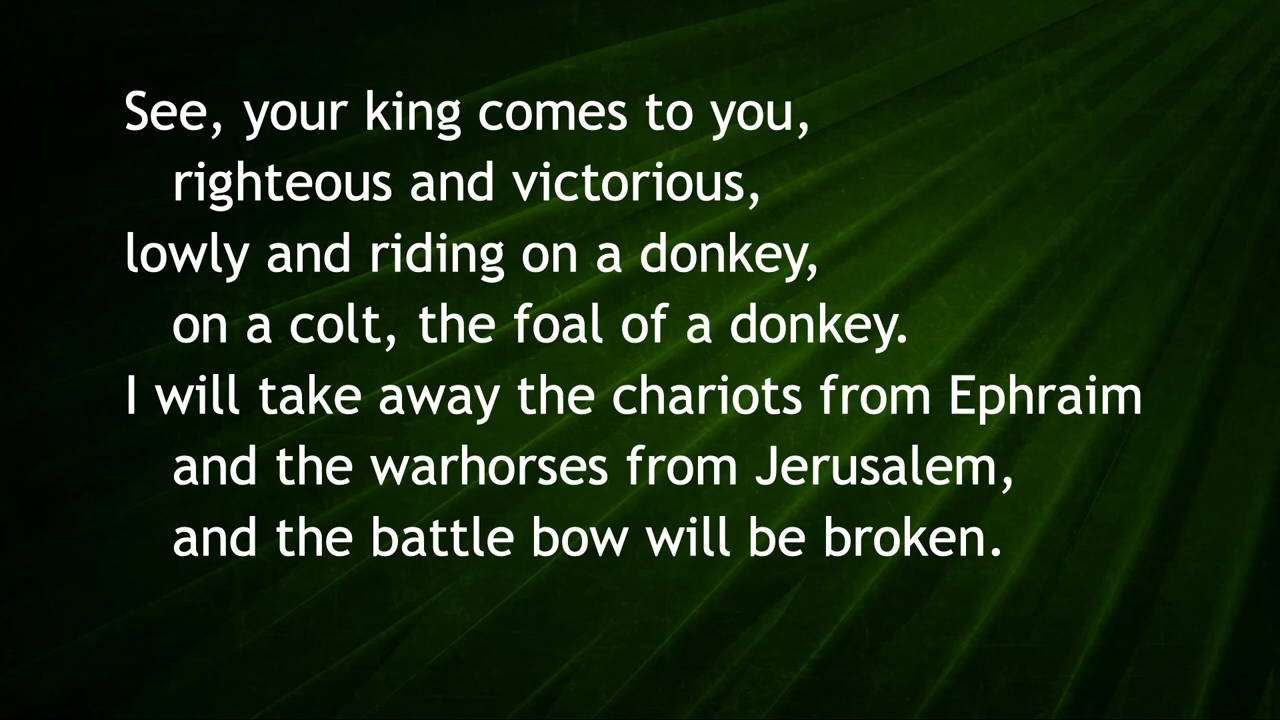 See, your king comes to you,
righteous and victorious,
lowly and riding on a donkey,
on a colt, the foal of a donkey.
I will take away the chariots from Ephraim
and the warhorses from Jerusalem,
and the battle bow will be broken.